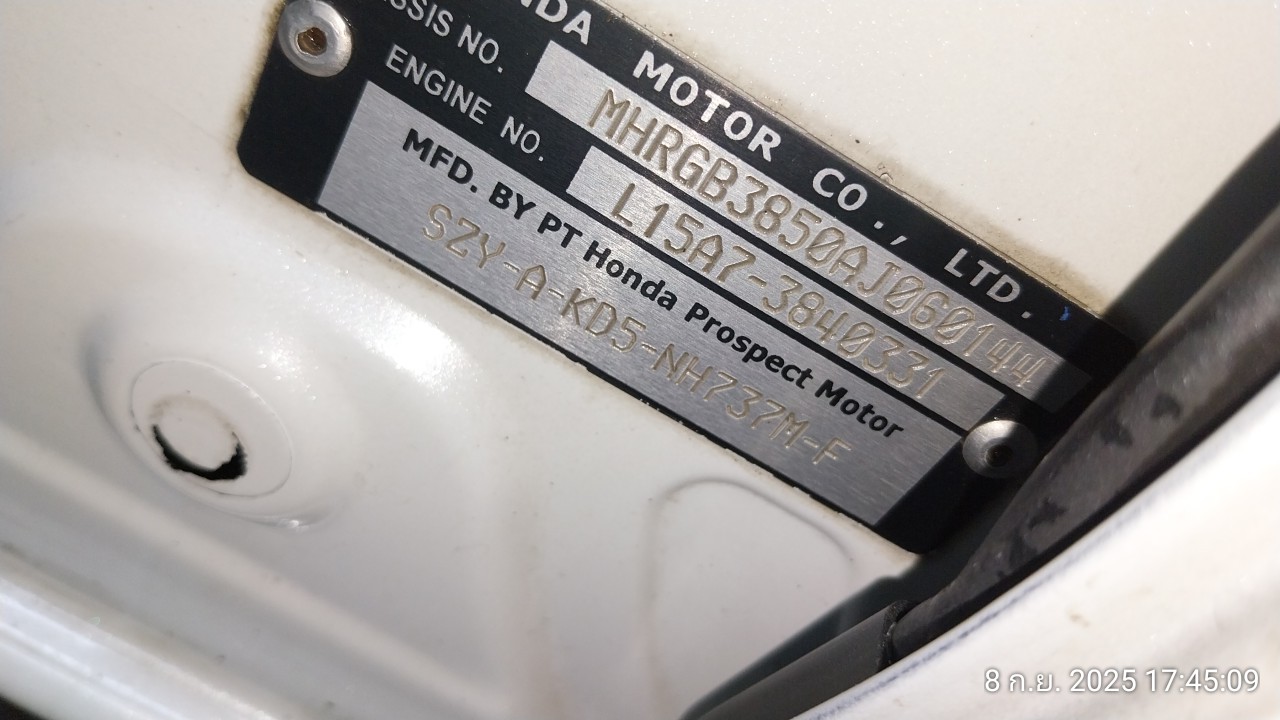 NDA MOTOR CO., LTD.
SSIS NO. MHRGB3850AJ060144
ENGINE NO. L15A7-3840331
MFD. BY PT Honda Prospect Motor
SZY-A-KD5-NH737M-F
8 ก.ย. 2025 17:45:09